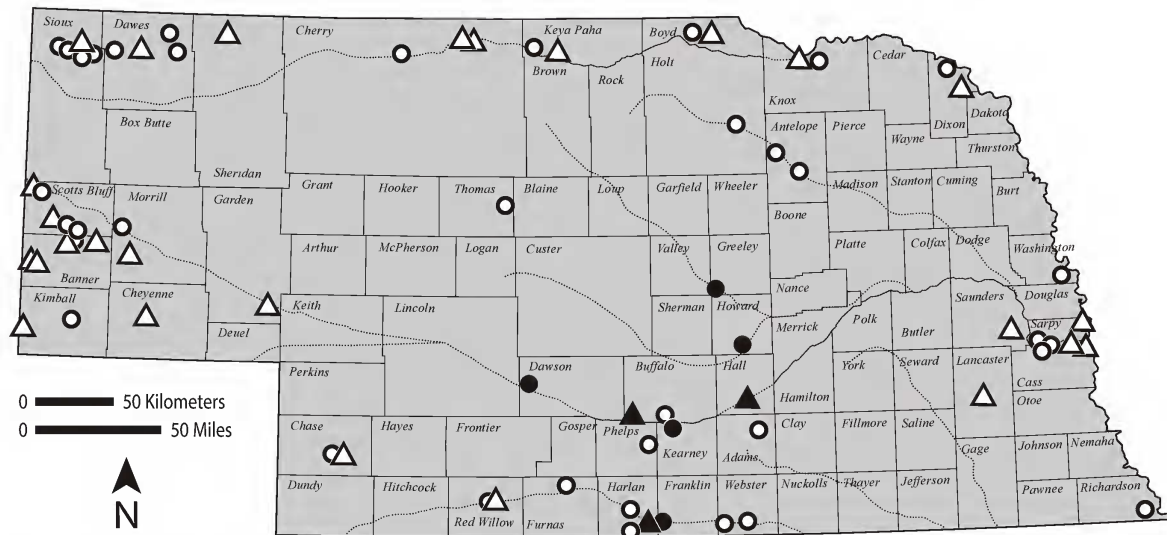 Sioux
Dawes
Cherry
Keya Paha
Boyd
Holt
Cedar
Brown
Rock
Knox
Dakota
Box Butte
Antelope
Pierce
Wayne
Dixon
Thurston
Sheridan
Scotts Bluff
Morrill
Garden
Grant
Hooker
Thomas
Blaine
Loup
Garfield
Wheeler
Madison
Stanton
Cuming
Burt
Boone
Arthur
McPherson
Logan
Custer
Valley
Greeley
Platte
Colfax
Dodge
Washington
Banner
Kimball
Cheyenne
Nance
Keith
Lincoln
Sherman
Howard
Merrick
Saunders
Douglas
Deuel
Polk
Butler
Sarpy
Perkins
Dawson
Buffalo
Hall
York
Seward
Lancaster
Cass
0 50 Kilometers
Hamilton
Otoe
0 50 Miles
Chase
Hayes
Frontier
Gosper
Phelps
Kearney
Adams
Clay
Fillmore
Saline
Gage
Johnson
Nemaha
Dundy
Hitchcock
Red Willow
Furnas
Harlan
Franklin
Webster
Nuckolls
Thayer
Jefferson
Pawnee
Richardson
N